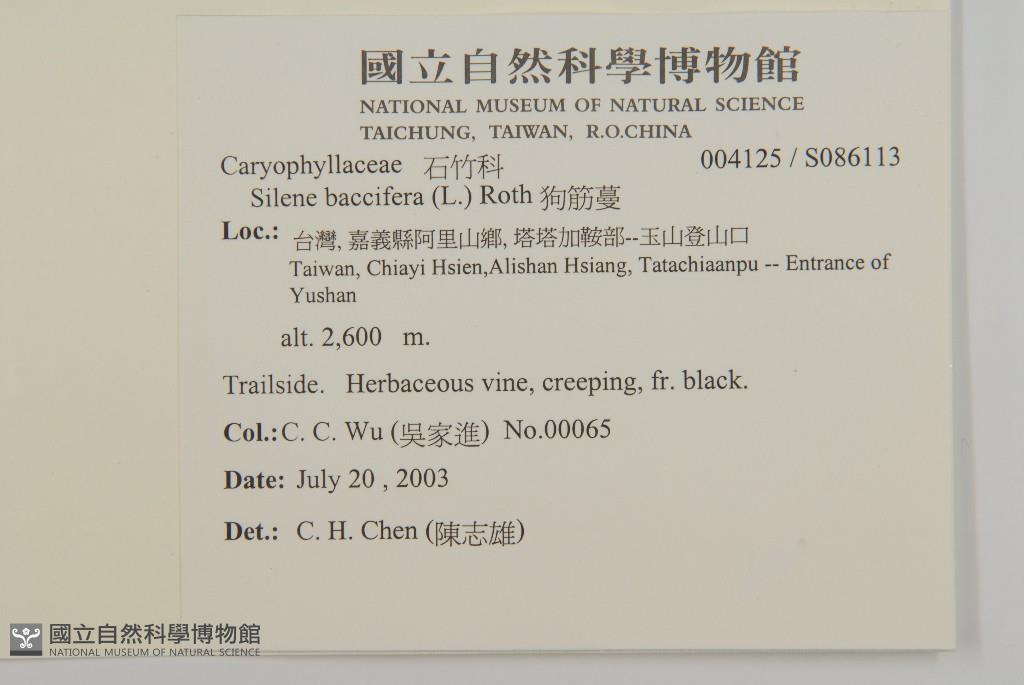 國立自然科學博物館
NATIONAL MUSEUM OF NATURAL SCIENCE
TAICHUNG, TAIWAN, R.O.CHINA
Caryophyllaceae 石竹科 004125 / S086113
Silene baccifera (L.) Roth 狗筋蔓
Loc.: 台灣, 嘉義縣阿里山鄉, 塔塔加鞍部--玉山登山口
Taiwan, Chiayi Hsien,Alishan Hsiang, Tatachiaanpu -- Entrance of
Yushan
alt. 2,600 m.
Trailside. Herbaceous vine, creeping, fr. black.
Col.: C. C. Wu (吳家進) No.00065
Date: July 20 , 2003
Det.: C. H. Chen (陳志雄)
國立自然科學博物館
NATIONAL MUSEUM OF NATURAL SCIENCE